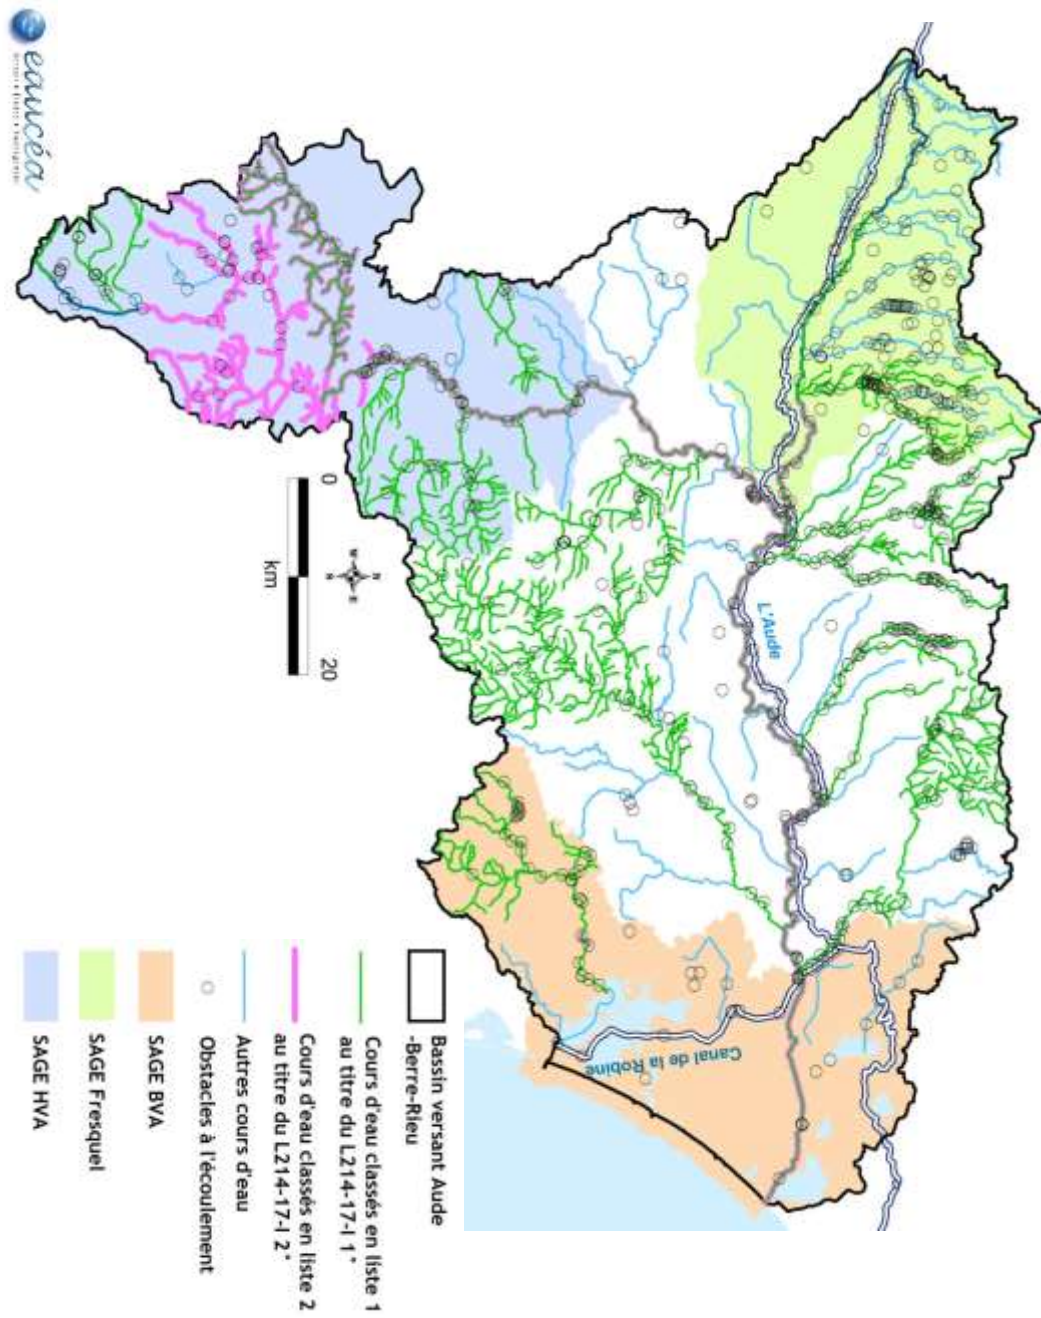 eaucéa
L'Aude
Canal de la Robine
N
E
0
20
km
Bassin versant Aude
-Berre-Rieu
Cours d'eau classés en liste 1
au titre du L214-17-I 1°
Cours d'eau classés en liste 2
au titre du L214-17-I 2°
Autres cours d'eau
Obstacles à l'écoulement
SAGE BVA
SAGE Fresquel
SAGE HVA